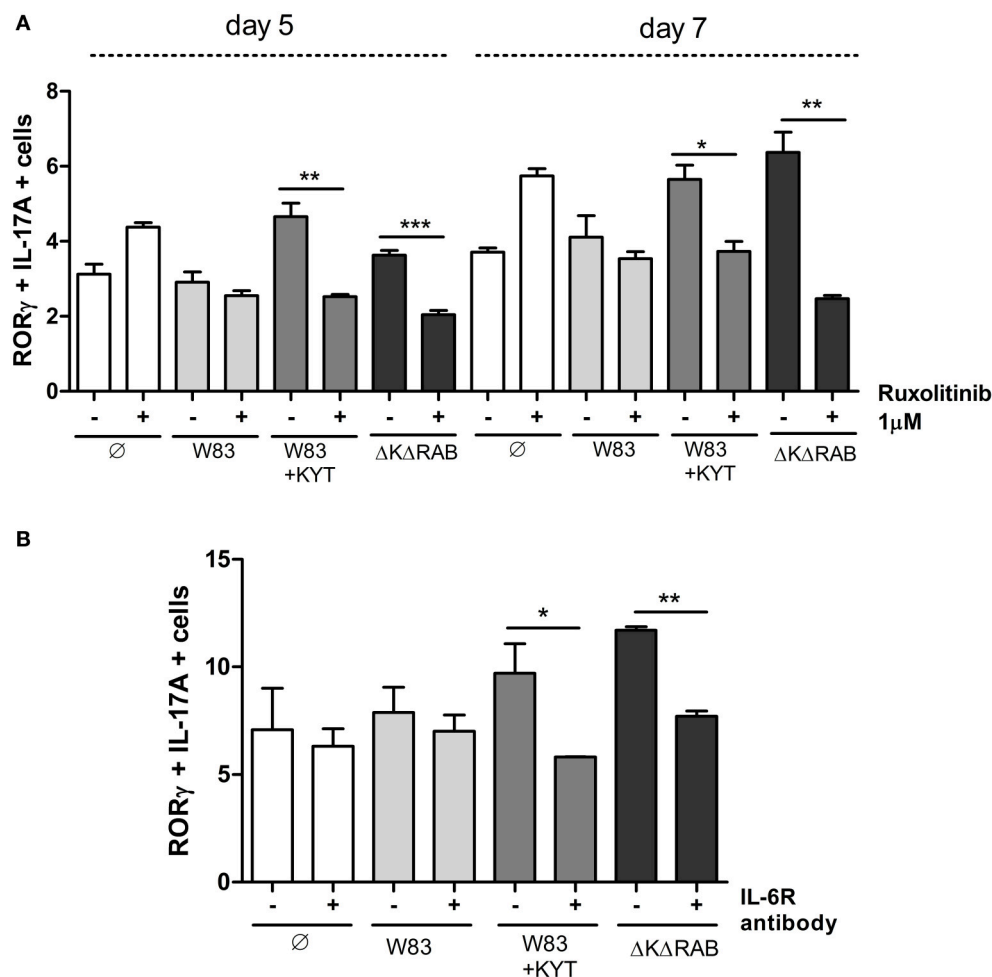 A
day 5 day 7
RORγ + IL-17A + cells
8
6
4
2
0
** *** * **
- + - + - + - + - + - + - + - +
Ruxolitinib
1μM
∅ W83 W83 ΔKΔRAB ∅ W83 W83 ΔKΔRAB
+KYT +KYT
B
RORγ + IL-17A + cells
15
10
5
0
* **
- + - + - + - +
IL-6R
antibody
∅ W83 W83 ΔKΔRAB
+KYT